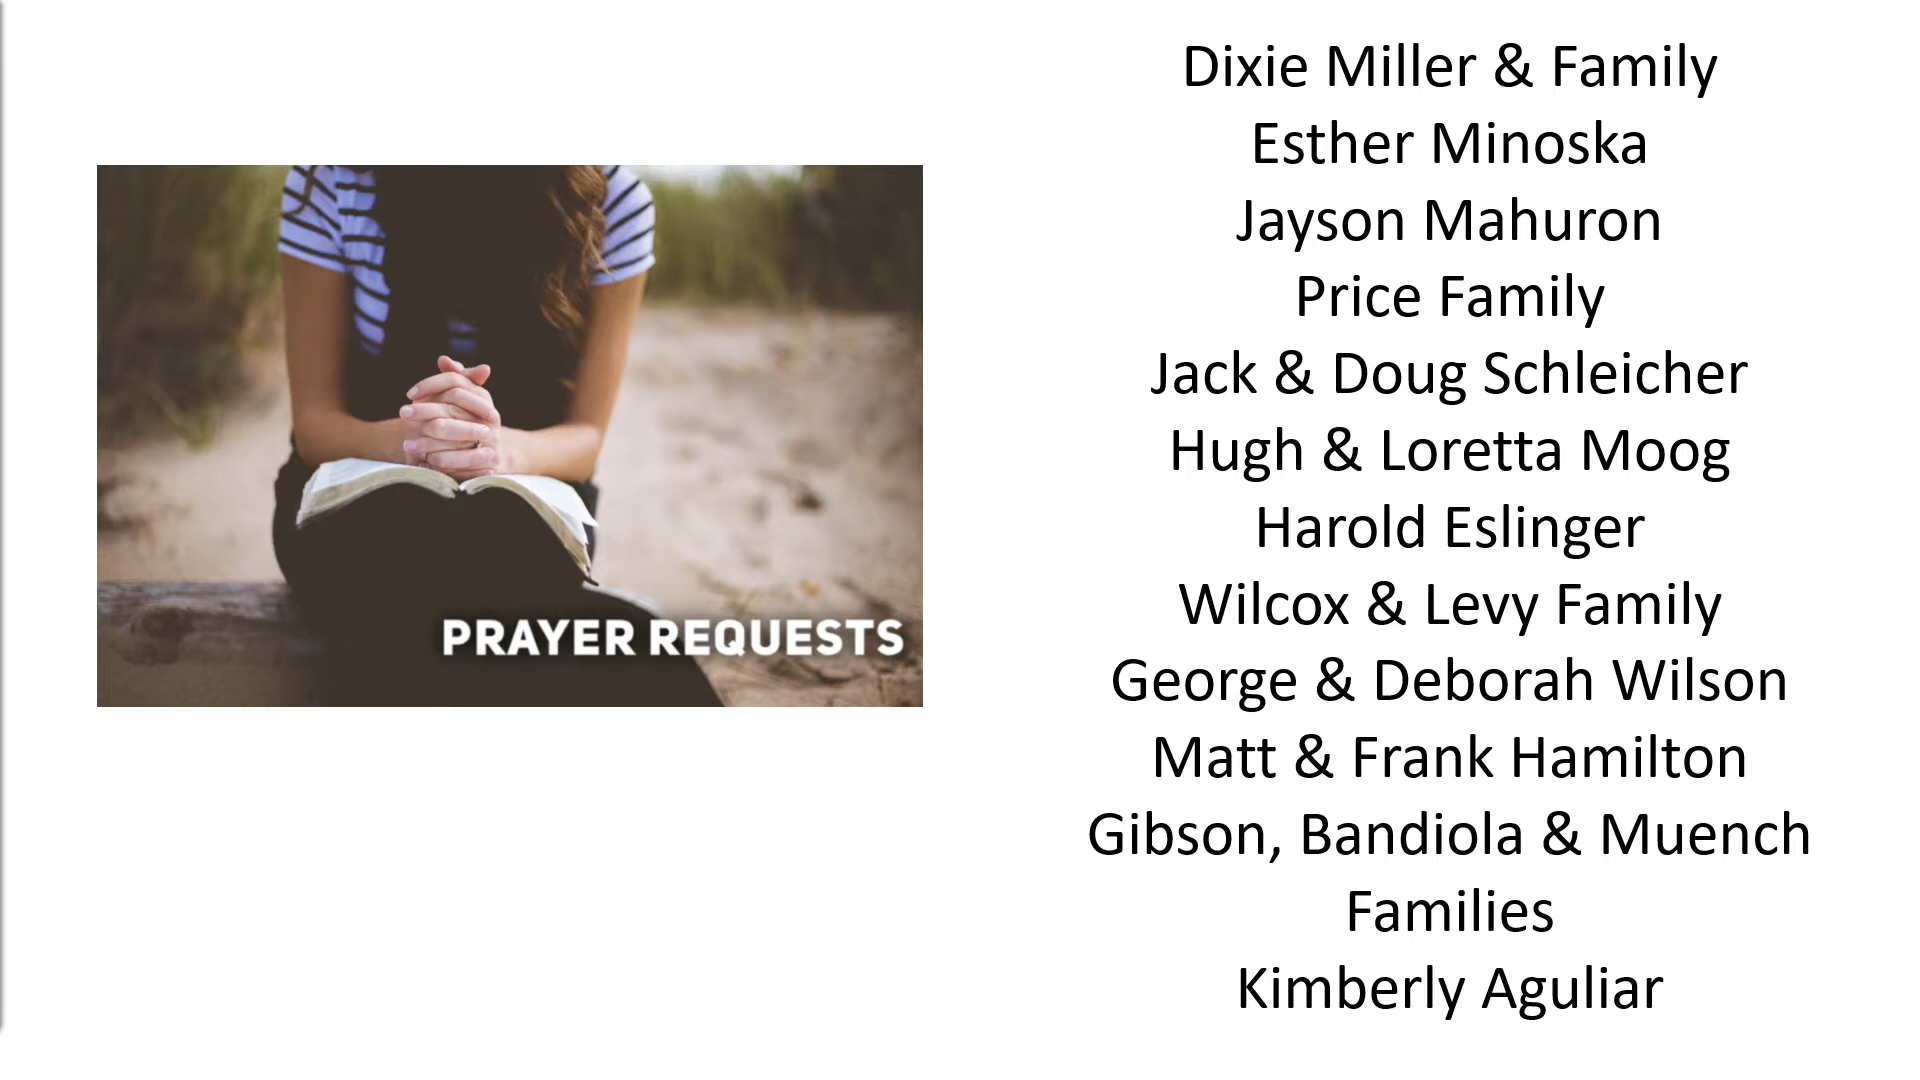 PRAYER REQUESTS
Dixie Miller & Family
Esther Minoska
Jayson Mahuron
Price Family
Jack & Doug Schleicher
Hugh & Loretta Moog
Harold Eslinger
Wilcox & Levy Family
George & Deborah Wilson
Matt & Frank Hamilton
Gibson, Bandiola & Muench
Families
Kimberly Aguliar